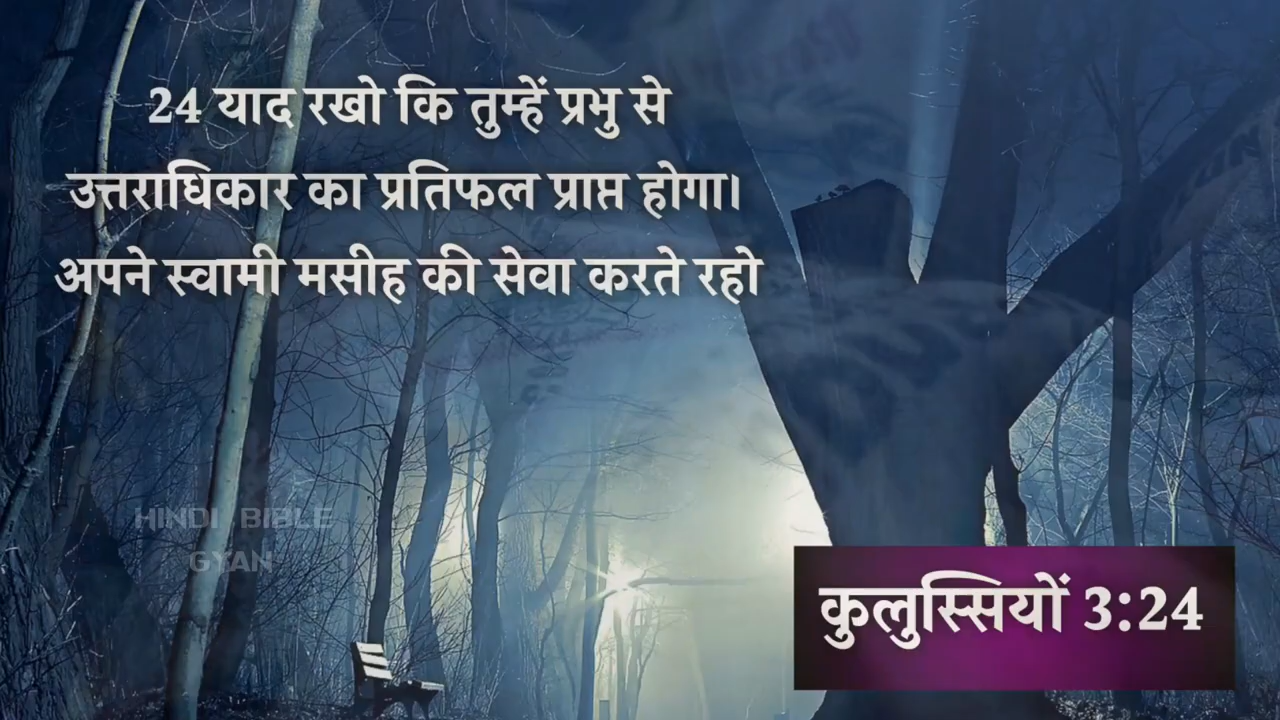 24 याद रखो कि तुम्हें प्रभु से
उत्तराधिकार का प्रतिफल प्राप्त होगा।
अपने स्वामी मसीह की सेवा करते रहो
HINDI BIBLE
GYAN
कुलुस्सियों 3:24